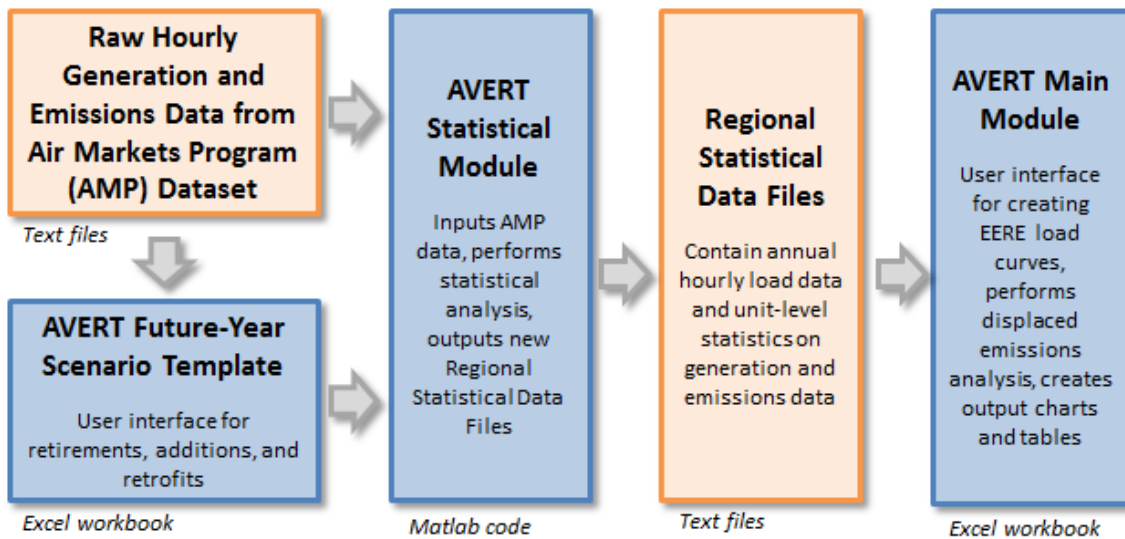 Raw Hourly
Generation and
Emissions Data from
Air Markets Program
(AMP) Dataset
Text files
AVERT Future-Year
Scenario Template
User interface for
retirements, additions, and
retrofits
Excel workbook
AVERT
Statistical
Module
Inputs AMP
data, performs
statistical
analysis,
outputs new
Regional
Statistical Data
Files
Matlab code
Regional
Statistical
Data Files
Contain annual
hourly load data
and unit-level
statistics on
generation and
emissions data
Text files
AVERT Main
Module
User interface
for creating
EERE load
curves,
performs
displaced
emissions
analysis, creates
output charts
and tables
Excel workbook